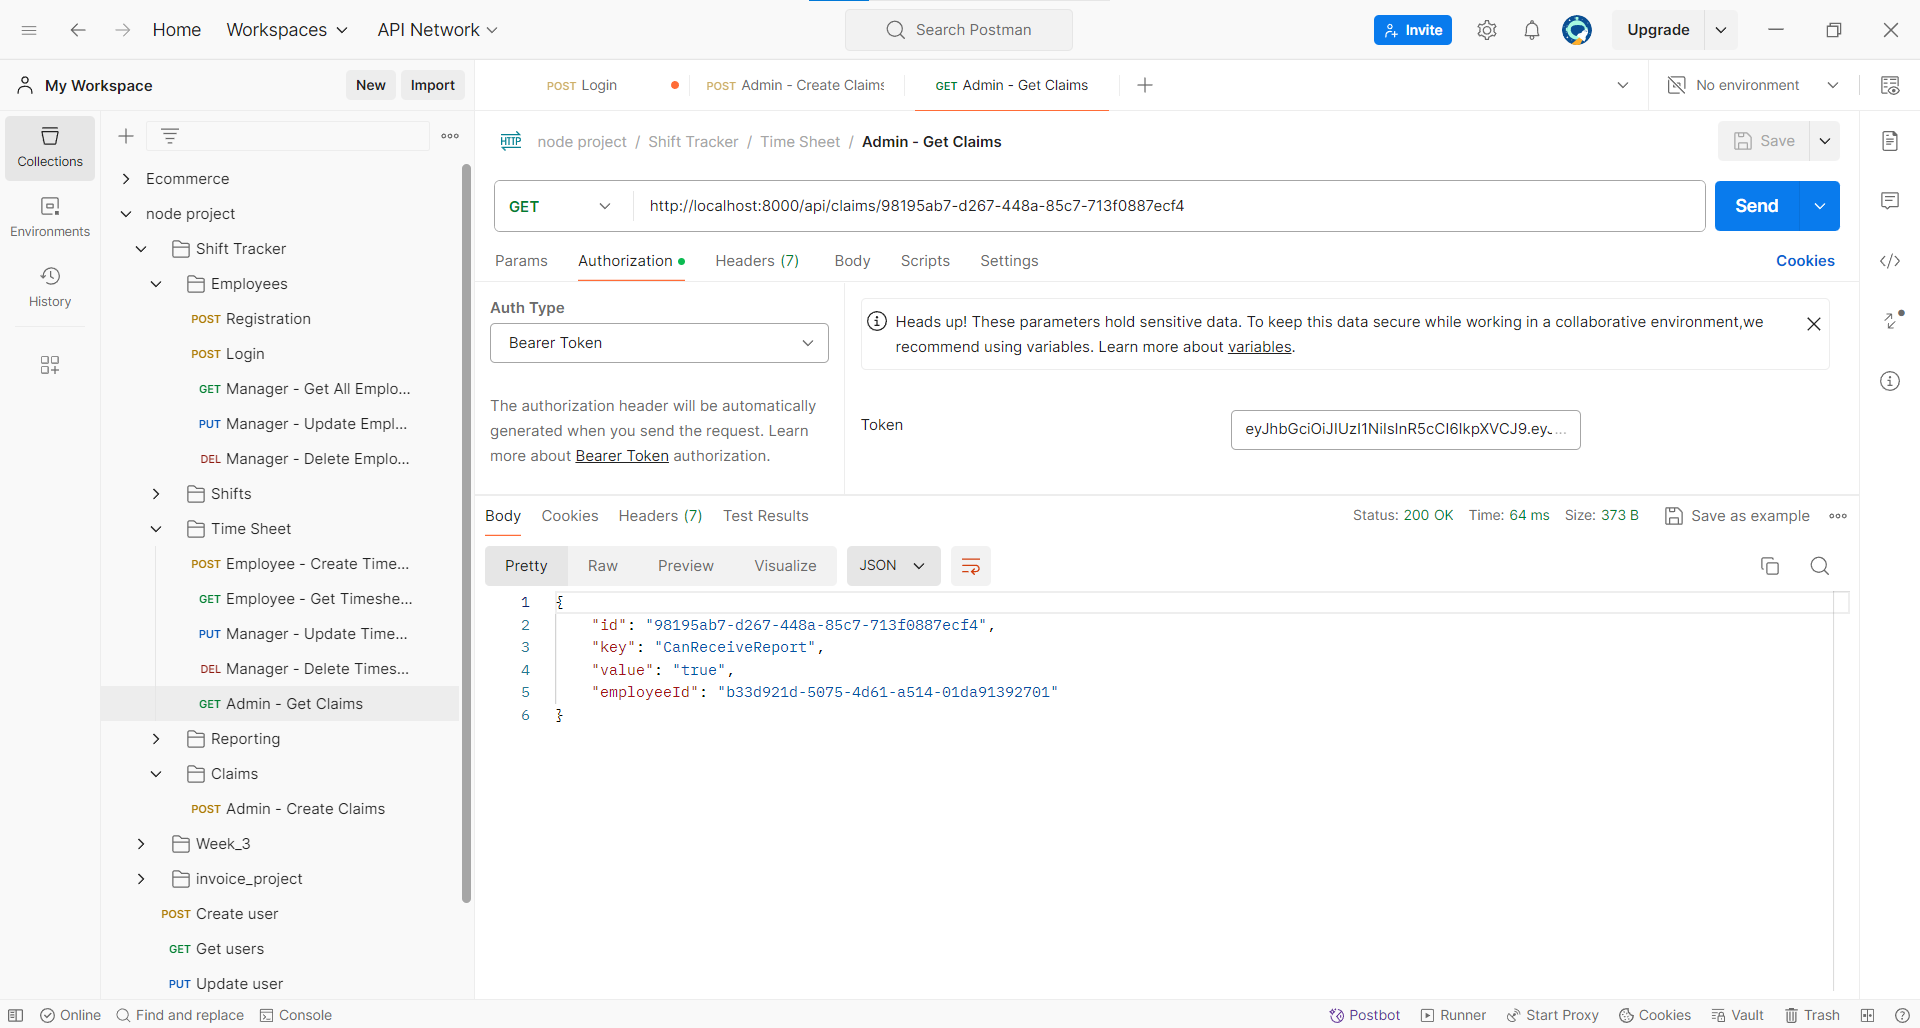 Home Workspaces API Network Search Postman Invite Upgrade
My Workspace New Import POST Login POST Admin - Create Claims GET Admin - Get Claims No environment
Collections
Environments
History
Ecommerce
node project
Shift Tracker
Employees
POST Registration
POST Login
GET Manager - Get All Emplo...
PUT Manager - Update Empl...
DEL Manager - Delete Emplo...
Shifts
Time Sheet
POST Employee - Create Time...
GET Employee - Get Timeshe...
PUT Manager - Update Time...
DEL Manager - Delete Times...
GET Admin - Get Claims
Reporting
Claims
POST Admin - Create Claims
Week_3
invoice_project
POST Create user
GET Get users
PUT Update user
HTTP node project / Shift Tracker / Time Sheet / Admin - Get Claims Save
GET http://localhost:8000/api/claims/98195ab7-d267-448a-85c7-713f0887ecf4 Send
Params Authorization Headers (7) Body Scripts Settings Cookies
Auth Type
Bearer Token
The authorization header will be automatically
generated when you send the request. Learn
more about Bearer Token authorization.
Heads up! These parameters hold sensitive data. To keep this data secure while working in a collaborative environment,we
recommend using variables. Learn more about variables.
Token eyJhbGciOiJIUzI1NiIsInR5cCI6IkpXVCJ9.eyJ...
Body Cookies Headers (7) Test Results Status: 200 OK Time: 64 ms Size: 373 B Save as example
Pretty Raw Preview Visualize JSON
1 {
2 "id": "98195ab7-d267-448a-85c7-713f0887ecf4",
3 "key": "CanReceiveReport",
4 "value": "true",
5 "employeeId": "b33d921d-5075-4d61-a514-01da91392701"
6 }
Online Find and replace Console Postbot Runner Start Proxy Cookies Vault Trash